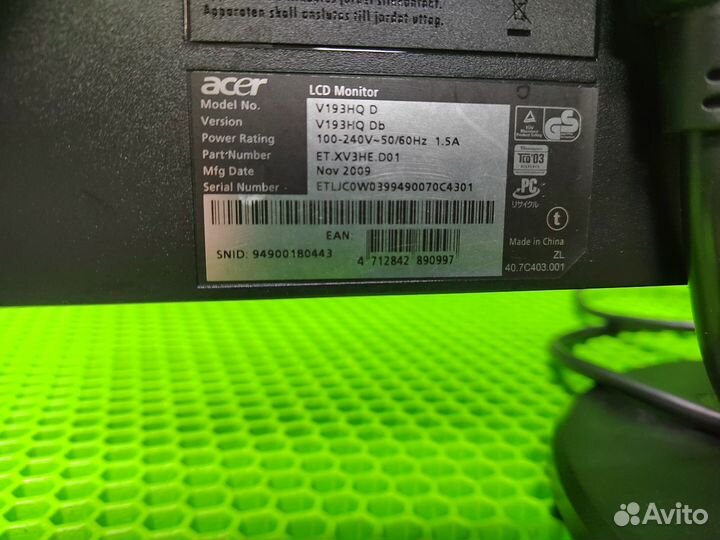 Apparaten skall anslutas till jordat uttag.
acer LCD Monitor
Model No. V193HQ D
Version V193HQ Db
Power Rating 100-240V~50/60Hz 1.5A
Part Number ET.XV3HE.D01
Mfg Date Nov 2009
Serial Number ETLJC0W0399490070C4301
EAN:
SNID: 94900180443
4 712842 890997
TÜV
GS
TCO'03
PC
リサイクル
t
Made in China
ZL
40.7C403.001
Avito